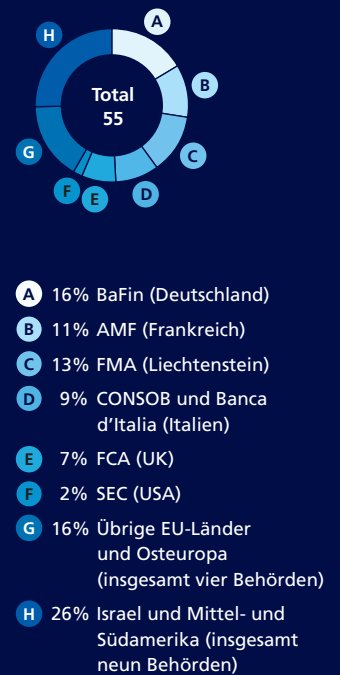 A
H
B
Total
55
G
C
F
E
D
A 16% BaFin (Deutschland)
B 11% AMF (Frankreich)
C 13% FMA (Liechtenstein)
D 9% CONSOB und Banca
d'Italia (Italien)
E 7% FCA (UK)
F 2% SEC (USA)
G 16% Übrige EU-Länder
und Osteuropa
(insgesamt vier Behörden)
H 26% Israel und Mittel- und
Südamerika (insgesamt
neun Behörden)